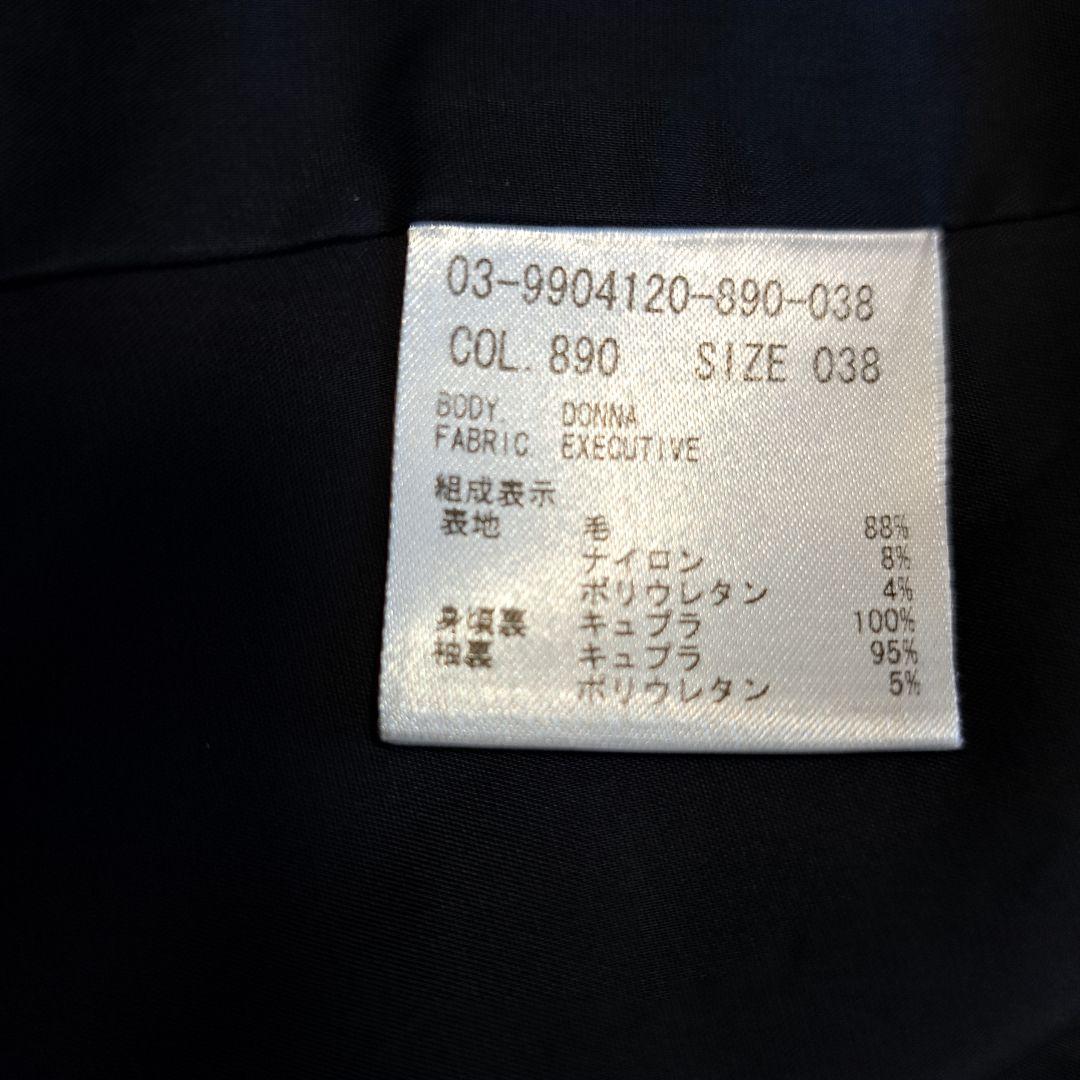 03-9904120-890-038
COL. 890 SIZE 038
BODY DONNA
FABRIC EXECUTIVE
組成表示
表地 毛 88%
ナイロン 8%
ポリウレタン 4%
身頃裏 キュプラ 100%
袖裏 キュプラ 95%
ポリウレタン 5%